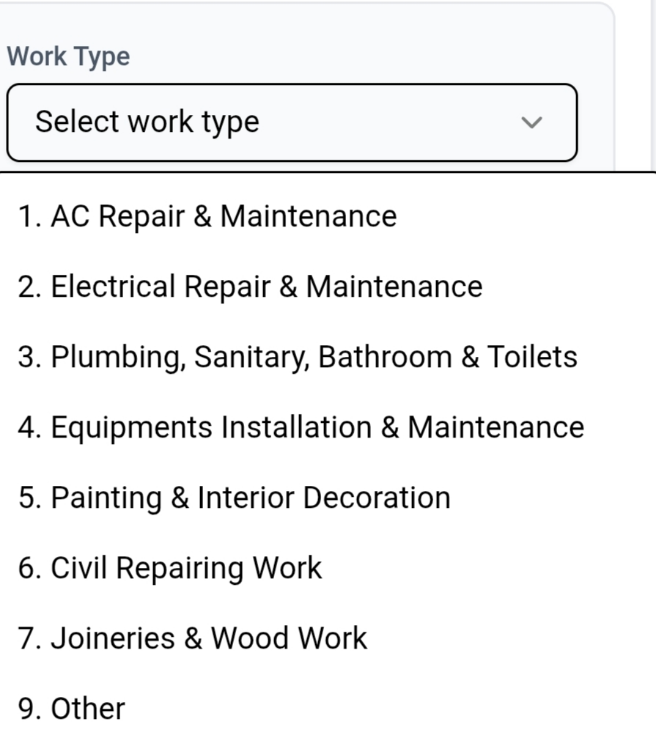 Work Type
Select work type
1. AC Repair & Maintenance
2. Electrical Repair & Maintenance
3. Plumbing, Sanitary, Bathroom & Toilets
4. Equipments Installation & Maintenance
5. Painting & Interior Decoration
6. Civil Repairing Work
7. Joineries & Wood Work
9. Other